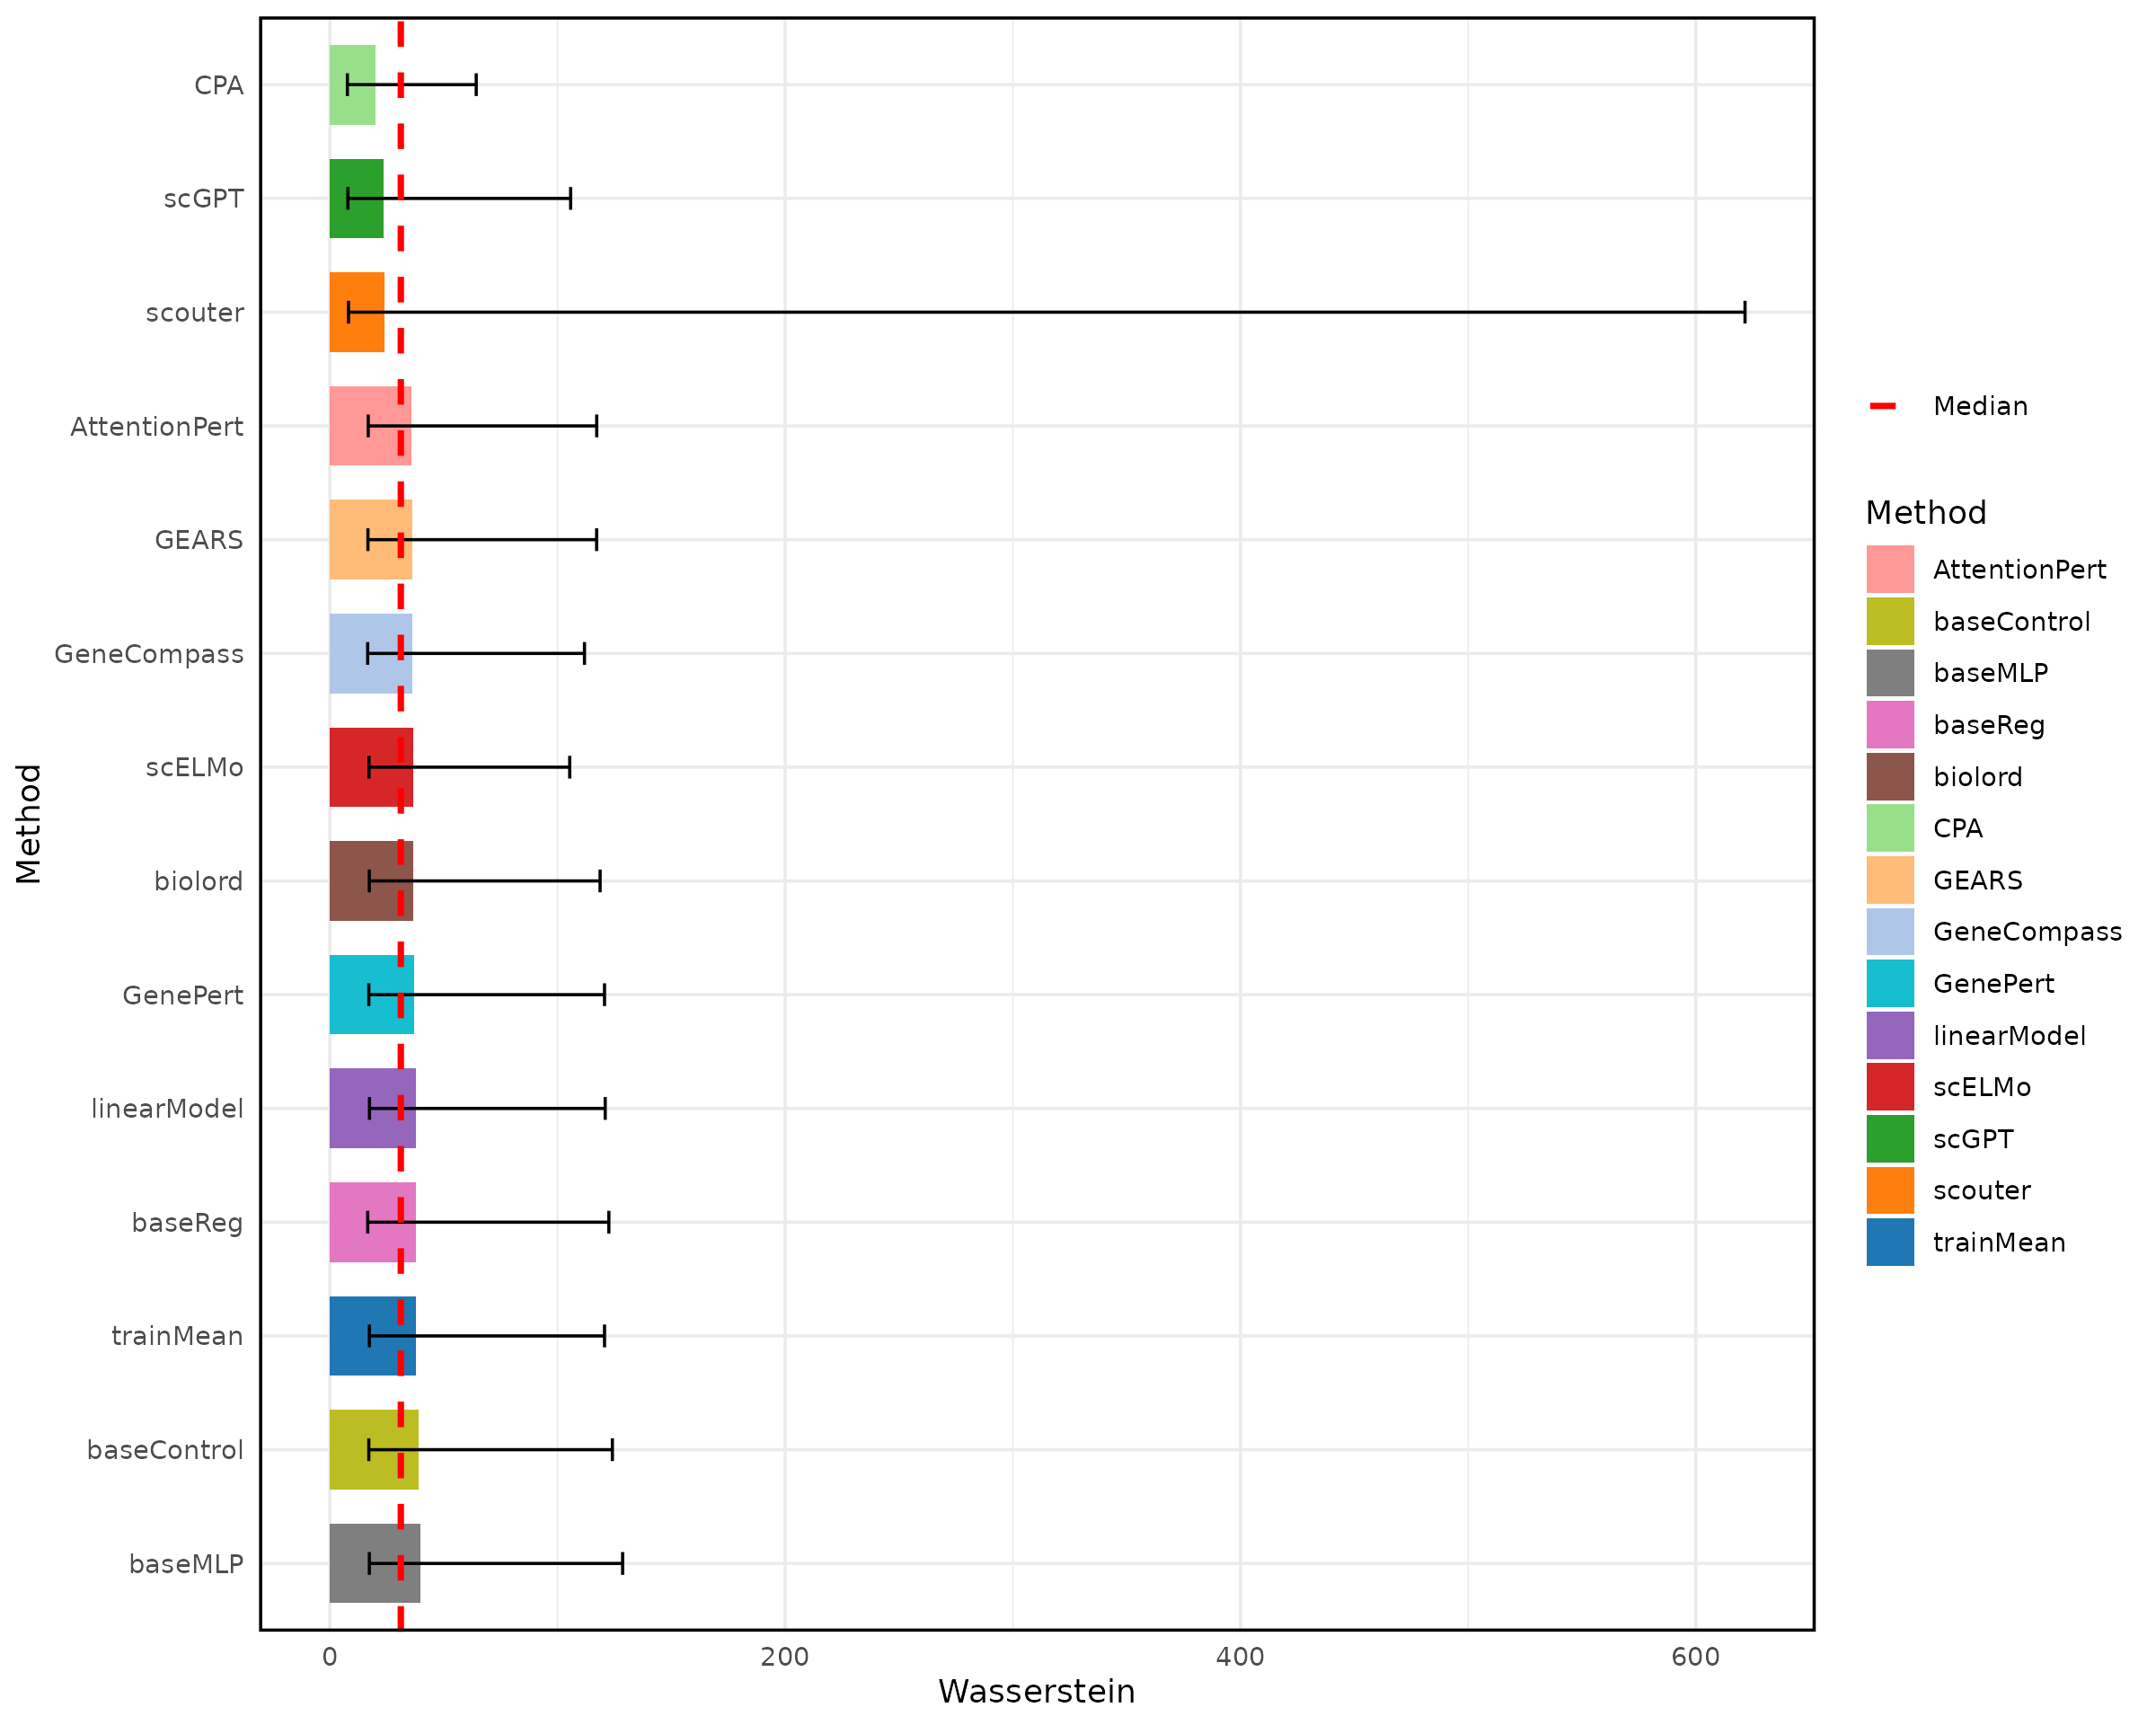 CPA
scGPT
scouter
AttentionPert
GEARS
GeneCompass
scELMo
biolord
GenePert
linearModel
baseReg
trainMean
baseControl
baseMLP
Method
0
200
400
600
Wasserstein
Median
Method
AttentionPert
baseControl
baseMLP
baseReg
biolord
CPA
GEARS
GeneCompass
GenePert
linearModel
scELMo
scGPT
scouter
trainMean